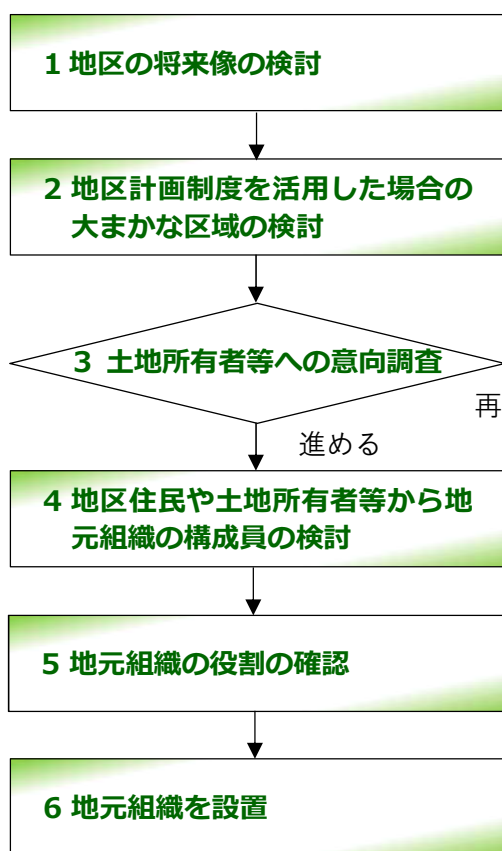 1 地区の将来像の検討
2 地区計画制度を活用した場合の
大まかな区域の検討
3 土地所有者等への意向調査
再
進める
4 地区住民や土地所有者等から地
元組織の構成員の検討
5 地元組織の役割の確認
6 地元組織を設置